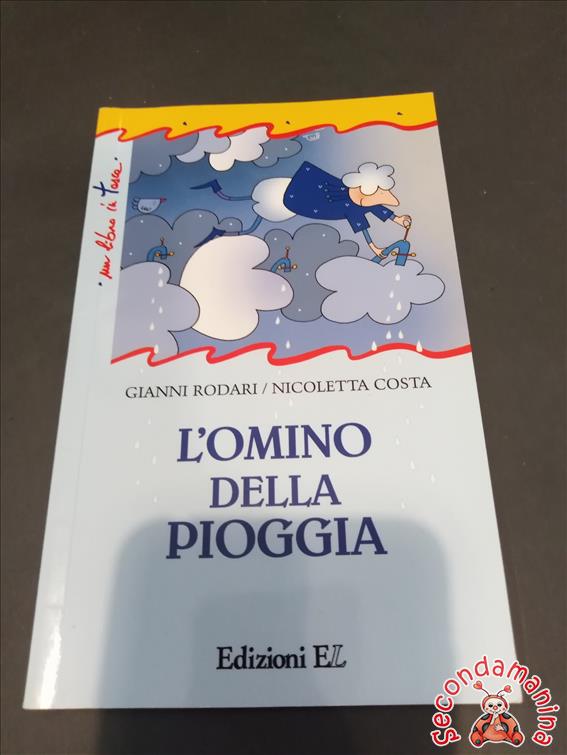 un libro in tasca
GIANNI RODARI / NICOLETTA COSTA
L'OMINO
DELLA
PIOGGIA
Edizioni EL
Secondamanina